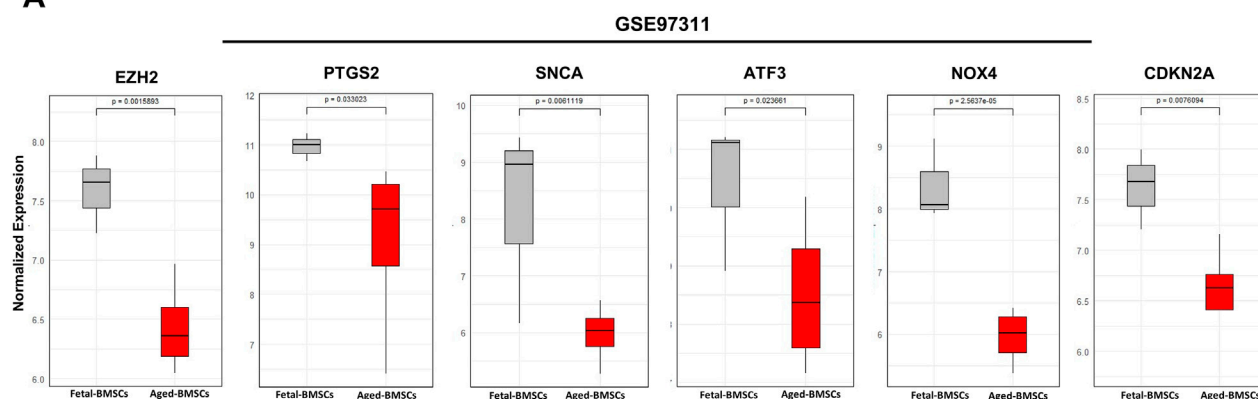 A
GSE97311
EZH2
PTGS2
SNCA
ATF3
NOX4
CDKN2A
Normalized Expression
p = 0.0015893
8.0
7.5
7.0
6.5
6.0
Fetal-BMSCs Aged-BMSCs
p = 0.033023
12
11
10
9
8
7
Fetal-BMSCs Aged-BMSCs
p = 0.0061119
10
9
8
7
6
Fetal-BMSCs Aged-BMSCs
p = 0.023661
Fetal-BMSCs Aged-BMSCs
p = 2.5637e-05
9
8
7
6
Fetal-BMSCs Aged-BMSCs
p = 0.0076094
8.5
8.0
7.5
7.0
6.5
6.0
Fetal-BMSCs Aged-BMSCs